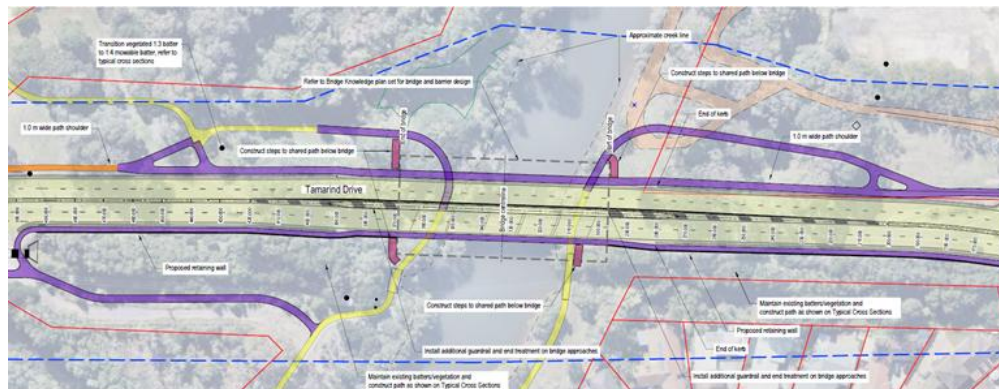 Transition vegetated 1:3 batter
to 1:4 mowable batter, refer to
typical cross sections
Approximate creek line
Refer to Bridge Knowledge plan set for bridge and barrier design
Construct steps to shared path below bridge
End of kerb
1.0 m wide path shoulder
1.0 m wide path shoulder
Construct steps to shared path below bridge
End of bridge
Start of bridge
Tamarind Drive
Bridge centreline
Proposed retaining wall
Construct steps to shared path below bridge
Maintain existing batters/vegetation and
construct path as shown on Typical Cross Sections
Proposed retaining wall
End of kerb
Install additional guardrail and end treatment on bridge approaches
Maintain existing batters/vegetation and
construct path as shown on Typical Cross Sections
Install additional guardrail and end treatment on bridge approaches